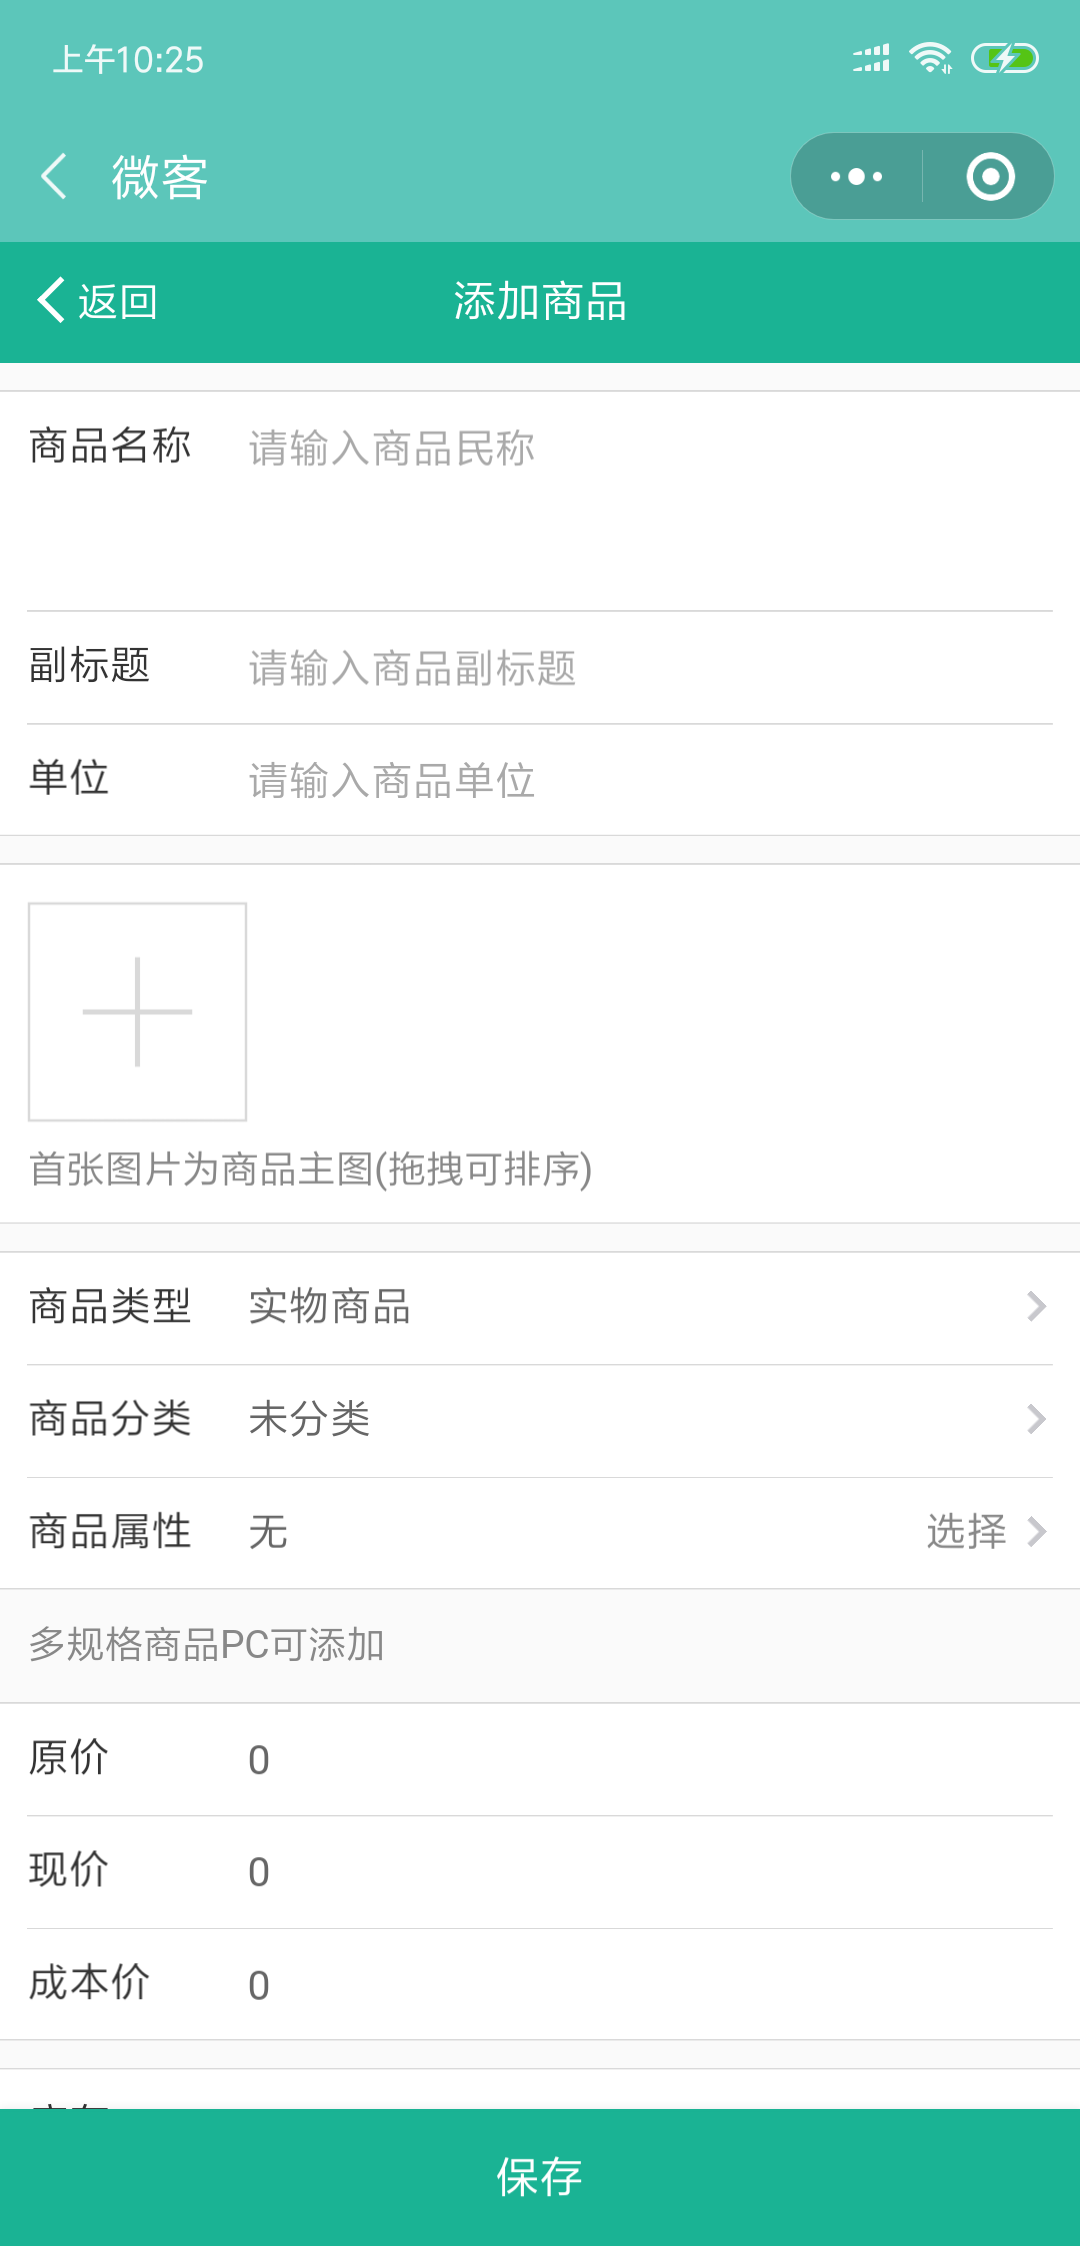 上午10:25
微客
返回 添加商品
商品名称 请输入商品民称
副标题 请输入商品副标题
单位 请输入商品单位
首张图片为商品主图(拖拽可排序)
商品类型 实物商品
商品分类 未分类
商品属性 无 选择
多规格商品PC可添加
原价 0
现价 0
成本价 0
保存